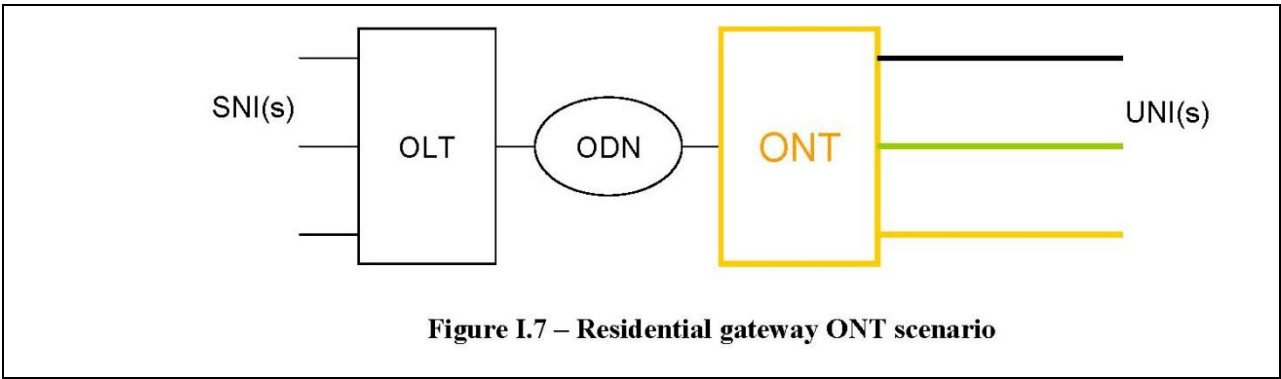 SNI(s)
OLT
ODN
ONT
UNI(s)
Figure I.7 – Residential gateway ONT scenario